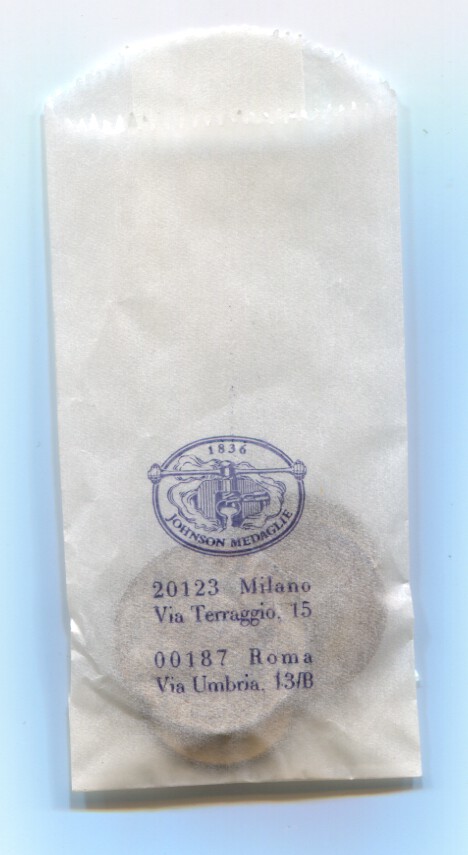 1836
JOHNSON MEDAGLIE
20123 Milano
Via Terraggio, 15
00187 Roma
Via Umbria, 13/B